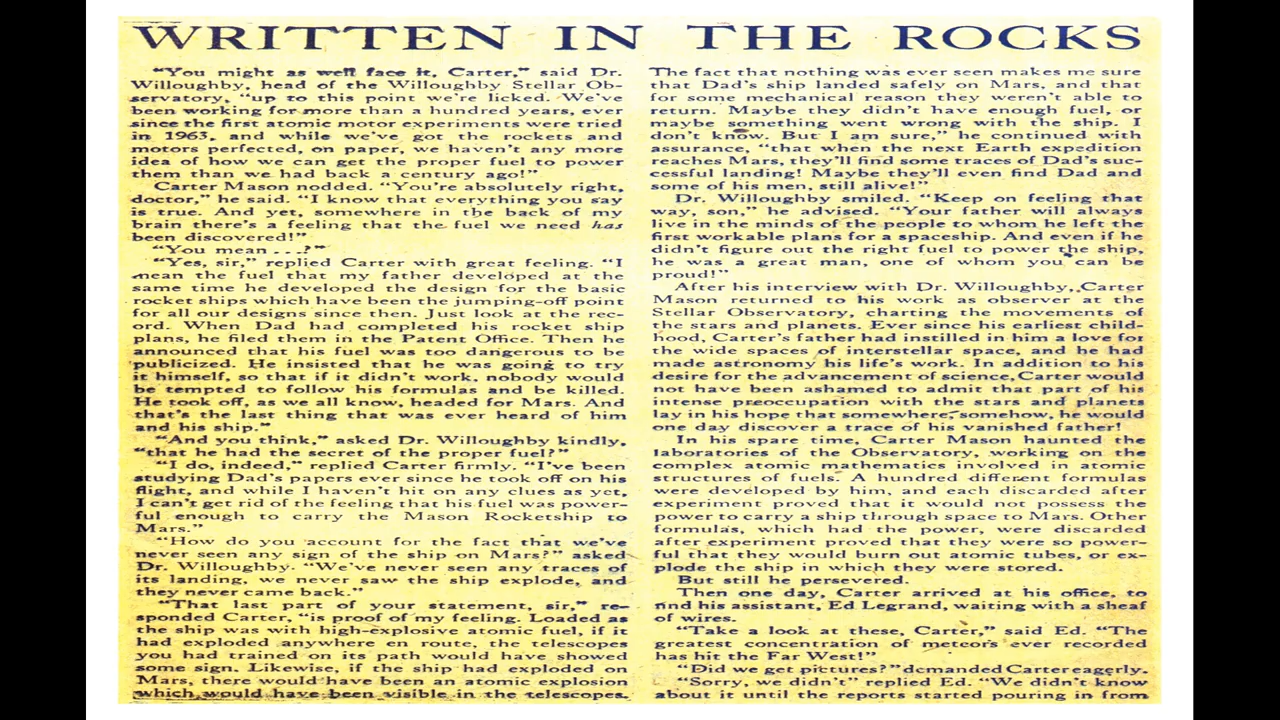 WRITTEN IN THE ROCKS
"You might as well face it, Carter," said Dr.
Willoughby, head of the Willoughby Stellar Ob-
servatory, "up to this point we're licked. We've
been working for more than a hundred years, ever
since the first atomic motor experiments were tried
in 1963, and while we've got the rockets and
motors perfected, on paper, we haven't any more
idea of how we can get the proper fuel to power
them than we had back a century ago!"
Carter Mason nodded. "You're absolutely right,
doctor," he said. "I know that everything you say
is true. And yet, somewhere in the back of my
brain there's a feeling that the fuel we need has
been discovered!"
"You mean . . .?"
"Yes, sir," replied Carter with great feeling. "I
mean the fuel that my father developed at the
same time he developed the design for the basic
rocket ships which have been the jumping-off point
for all our designs since then. Just look at the rec-
ord. When Dad had completed his rocket ship
plans, he filed them in the Patent Office. Then he
announced that his fuel was too dangerous to be
publicized. He insisted that he was going to try
it himself, so that if it didn't work, nobody would
be tempted to follow his formulas and be killed.
He took off, as we all know, headed for Mars. And
that's the last thing that was ever heard of him
and his ship."
"And you think," asked Dr. Willoughby kindly,
"that he had the secret of the proper fuel?"
"I do, indeed," replied Carter firmly. "I've been
studying Dad's papers ever since he took off on his
flight, and while I haven't hit on any clues as yet,
I can't get rid of the feeling that his fuel was power-
ful enough to carry the Mason Rocketship to
Mars."
"How do you account for the fact that we've
never seen any sign of the ship on Mars?" asked
Dr. Willoughby. "We've never seen any traces of
its landing, we never saw the ship explode, and
they never came back."
"That last part of your statement, sir," re-
sponded Carter, "is proof of my feeling. Loaded as
the ship was with high-explosive atomic fuel, if it
had exploded anywhere en route, the telescopes
you had trained on its path would have showed
some sign. Likewise, if the ship had exploded on
Mars, there would have been an atomic explosion
which would have been visible in the telescopes.
The fact that nothing was ever seen makes me sure
that Dad's ship landed safely on Mars, and that
for some mechanical reason they weren't able to
return. Maybe they didn't have enough fuel, or
maybe something went wrong with the ship. I
don't know. But I am sure," he continued with
assurance, "that when the next Earth expedition
reaches Mars, they'll find some traces of Dad's suc-
cessful landing! Maybe they'll even find Dad and
some of his men, still alive!"
Dr. Willoughby smiled. "Keep on feeling that
way, son," he advised. "Your father will always
live in the minds of the people to whom he left the
first workable plans for a spaceship. And even if he
didn't figure out the right fuel to power the ship,
he was a great man, one of whom you can be
proud!"
After his interview with Dr. Willoughby, Carter
Mason returned to his work as observer at the
Stellar Observatory, charting the movements of
the stars and planets. Ever since his earliest child-
hood, Carter's father had instilled in him a love for
the wide spaces of interstellar space, and he had
made astronomy his life's work. In addition to his
desire for the advancement of science, Carter would
not have been ashamed to admit that part of his
intense preoccupation with the stars and planets
lay in his hope that somewhere, somehow, he would
one day discover a trace of his vanished father!
In his spare time, Carter Mason haunted the
laboratories of the Observatory, working on the
complex atomic mathematics involved in atomic
structures of fuels. A hundred different formulas
were developed by him, and each discarded after
experiment proved that it would not possess the
power to carry a ship through space to Mars. Other
formulas, which had the power, were discarded
after experiment proved that they were so power-
ful that they would burn out atomic tubes, or ex-
plode the ship in which they were stored.
But still he persevered.
Then one day, Carter arrived at his office, to
find his assistant, Ed Legrand, waiting with a sheaf
of wires.
"Take a look at these, Carter," said Ed. "The
greatest concentration of meteors ever recorded
has hit the Far West!"
"Did we get pictures?" demanded Carter eagerly.
"Sorry, we didn't" replied Ed. "We didn't know
about it until the reports started pouring in from